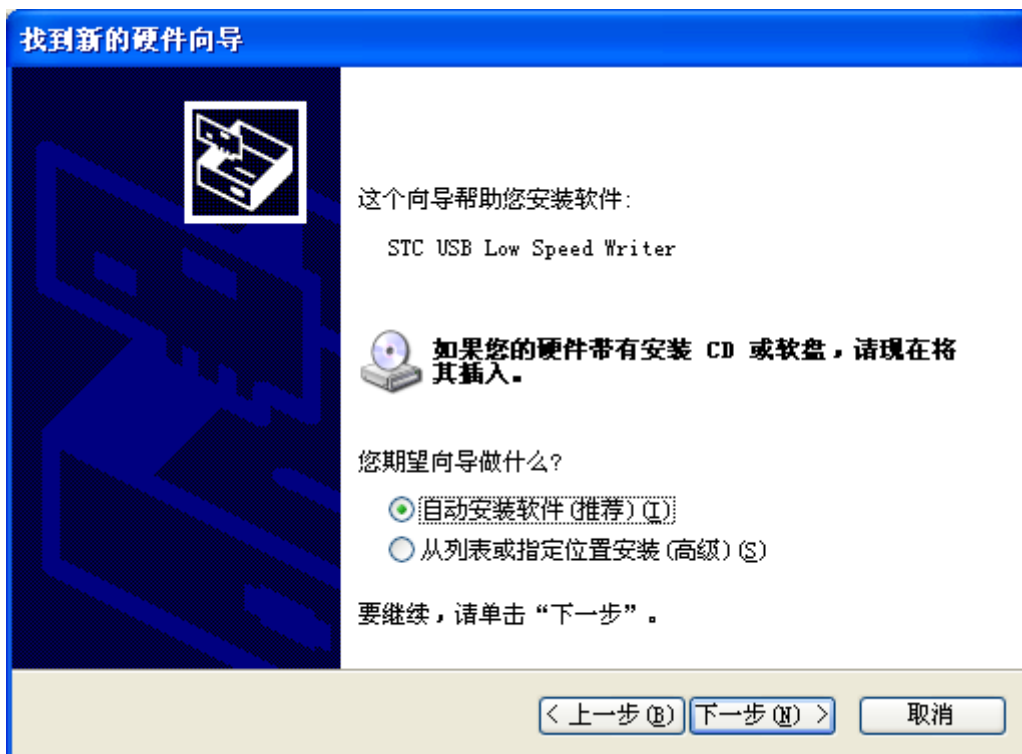 找到新的硬件向导
这个向导帮助您安装软件:
STC USB Low Speed Writer
如果您的硬件带有安装 CD 或软盘，请现在将
其插入。
您期望向导做什么?
自动安装软件(推荐)(I)
从列表或指定位置安装(高级)(S)
要继续，请单击“下一步”。
< 上一步(B) 下一步(N) > 取消